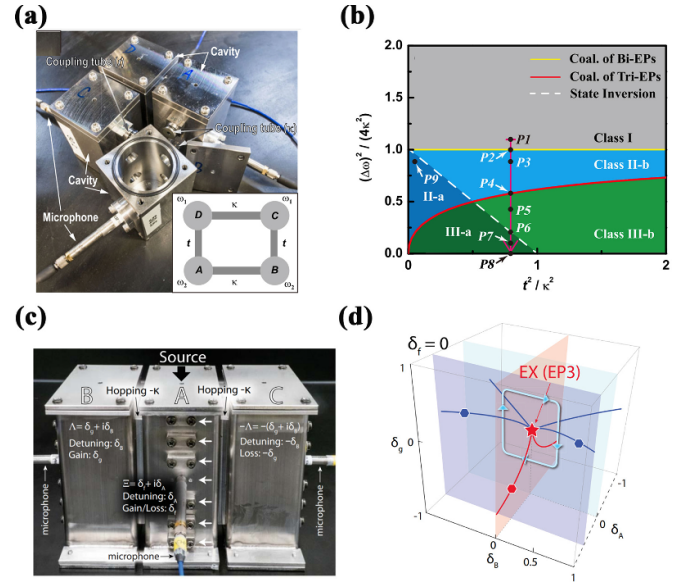 (a)
Coupling tube (t)
Cavity
D
A
C
Coupling tube (κ)
B
Cavity
Microphone
ω₁
κ
ω₁
D
C
t
t
A
B
ω₂
κ
ω₂
(b)
2.0
Coal. of Bi-EPs
Coal. of Tri-EPs
State Inversion
1.5
(Δω)² / (4κ²)
P1
Class I
1.0
P2
P3
Class II-b
P9
P4
II-a
0.5
P5
P6
III-a
P7
Class III-b
0.0
P8
0
1
2
t² / κ²
(c)
Source
Hopping -κ
Hopping -κ
B
A
C
Λ= δg + iδB
Detuning: δB
Gain: δg
-Λ= -(δg + iδB)
Detuning: -δB
Loss: -δg
Ξ= δf + iδA
Detuning: δA
Gain/Loss: δf
microphone
microphone
microphone
(d)
δf = 0
EX (EP3)
1
δg
0
-1
-1
0
δA
0
δB
0.5
1
1